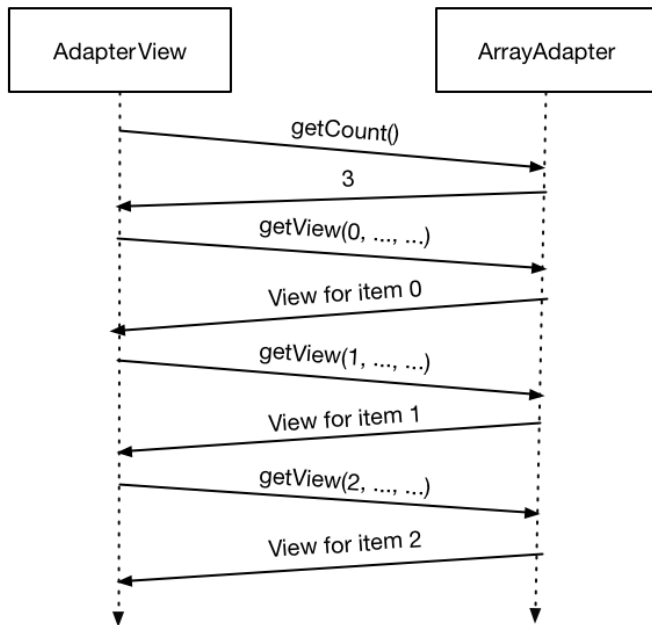 AdapterView
ArrayAdapter
getCount()
3
getView(0, ..., ...)
View for item 0
getView(1, ..., ...)
View for item 1
getView(2, ..., ...)
View for item 2